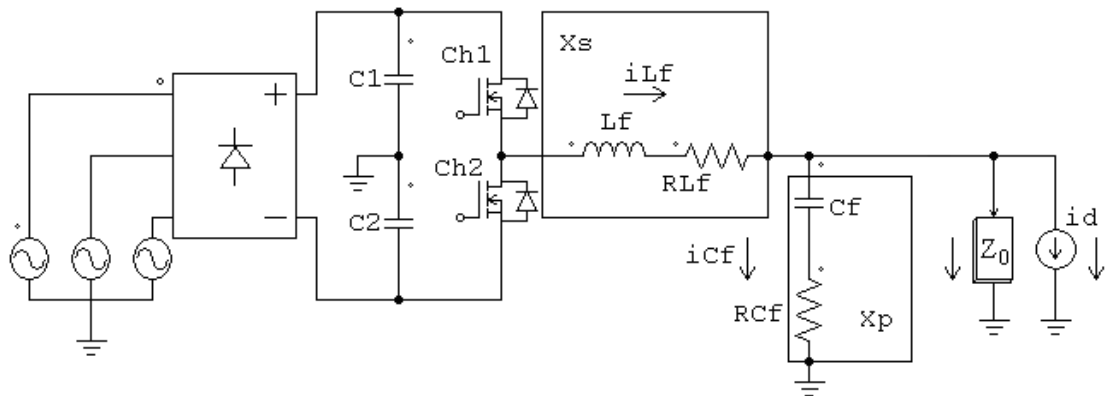 Xs
Ch1
C1
iLf
+
Lf
Ch2
RLf
C2
Cf
id
iCf
Z0
−
RCf
Xp